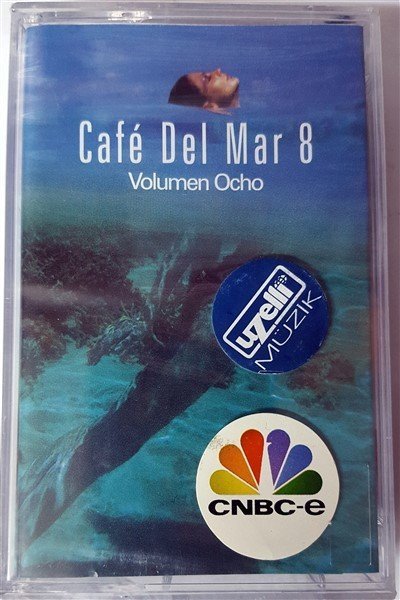 Café Del Mar 8
Volumen Ocho
uzelli
MÜZİK
CNBC-e